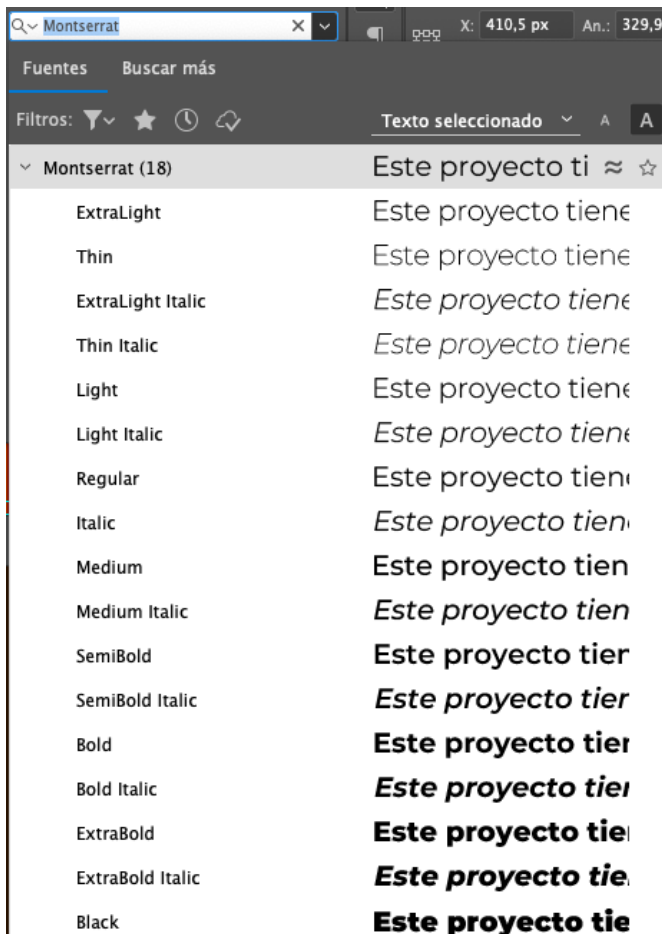 Montserrat
X: 410,5 px An.: 329,9
Fuentes Buscar más
Filtros: Texto seleccionado A A
Montserrat (18) Este proyecto ti
ExtraLight Este proyecto tiene
Thin Este proyecto tiene
ExtraLight Italic Este proyecto tiene
Thin Italic Este proyecto tiene
Light Este proyecto tiene
Light Italic Este proyecto tiene
Regular Este proyecto tien
Italic Este proyecto tien
Medium Este proyecto tien
Medium Italic Este proyecto tien
SemiBold Este proyecto tier
SemiBold Italic Este proyecto tier
Bold Este proyecto tier
Bold Italic Este proyecto tier
ExtraBold Este proyecto tie
ExtraBold Italic Este proyecto tie
Black Este proyecto tie